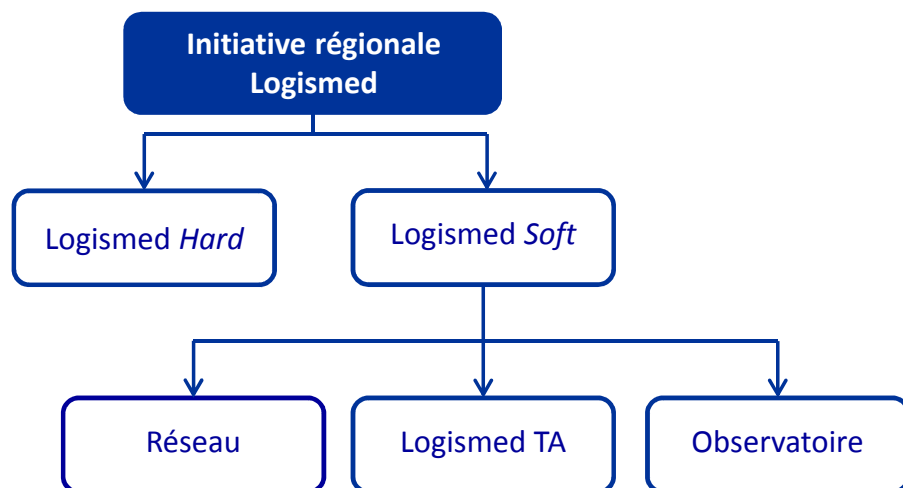 Initiative régionale
Logismed
Logismed Hard
Logismed Soft
Réseau
Logismed TA
Observatoire